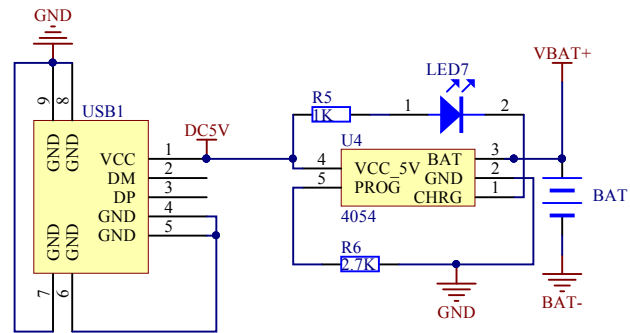 GND
USB1
9
8
GND
GND
VCC
DM
DP
GND
GND
1
2
3
4
5
GND
GND
7
6
DC5V
R5
1K
1
LED7
2
U4
4
5
VCC_5V
PROG
BAT
GND
CHRG
3
2
1
4054
R6
2.7K
GND
VBAT+
BAT
BAT-